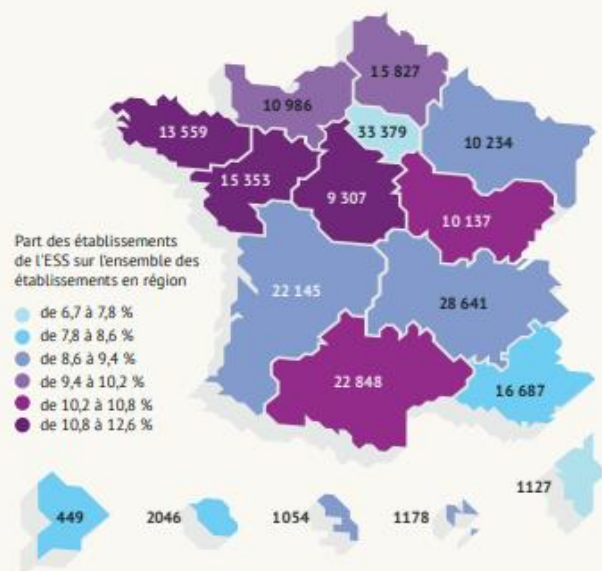 15 827
10 986
33 379
13 559
10 234
15 353
9 307
10 137
Part des établissements
de l'ESS sur l'ensemble des
établissements en région
de 6,7 à 7,8 %
de 7,8 à 8,6 %
de 8,6 à 9,4 %
de 9,4 à 10,2 %
de 10,2 à 10,8 %
de 10,8 à 12,6 %
22 145
28 641
22 848
16 687
449
2046
1054
1178
1127